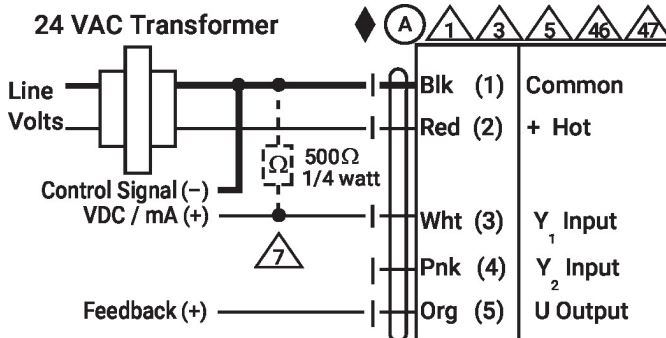 24 VAC Transformer
A 1 3 5 46 47
Line
Volts
Blk (1) Common
Red (2) + Hot
Ω 500Ω
1/4 watt
Control Signal (−)
VDC / mA (+)
Wht (3) Y1 Input
7
Pnk (4) Y2 Input
Feedback (+)
Org (5) U Output